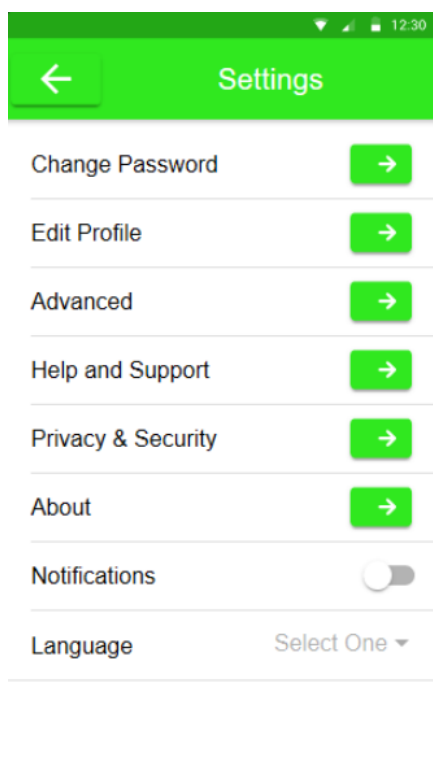 12:30
Settings
Change Password
Edit Profile
Advanced
Help and Support
Privacy & Security
About
Notifications
Language Select One